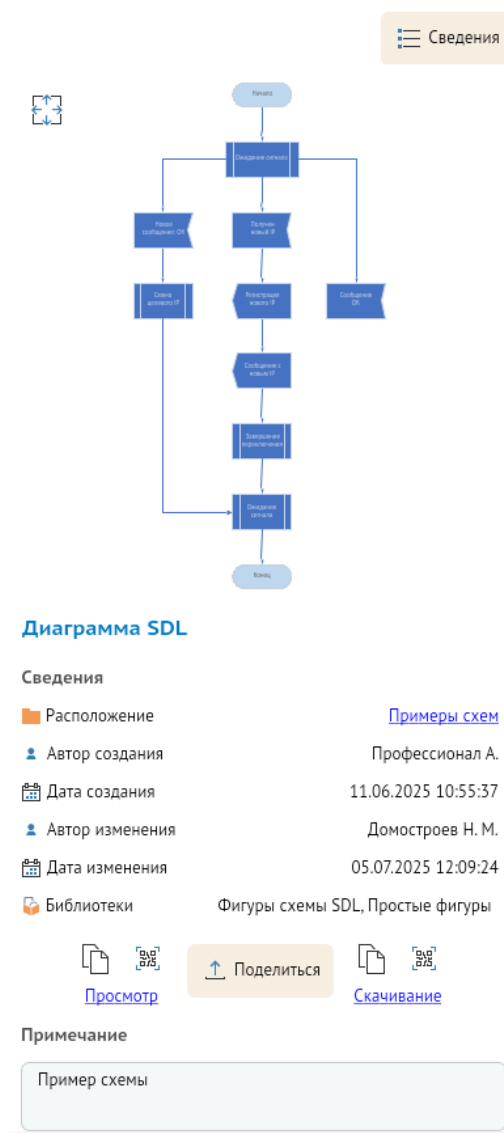 Сведения
Начало
Ожидание сигнала
Новое
сообщение: ОК
Получен
новый IP
Смена
целевого IP
Регистрация
нового IP
Сообщение
ОК
Сообщение с
новым IP
Завершение
переключения
Ожидание
сигнала
Конец
Диаграмма SDL
Сведения
Расположение Примеры схем
Автор создания Профессионал А.
Дата создания 11.06.2025 10:55:37
Автор изменения Домостроев Н. М.
Дата изменения 05.07.2025 12:09:24
Библиотеки Фигуры схемы SDL, Простые фигуры
Поделиться
Просмотр Скачивание
Примечание
Пример схемы